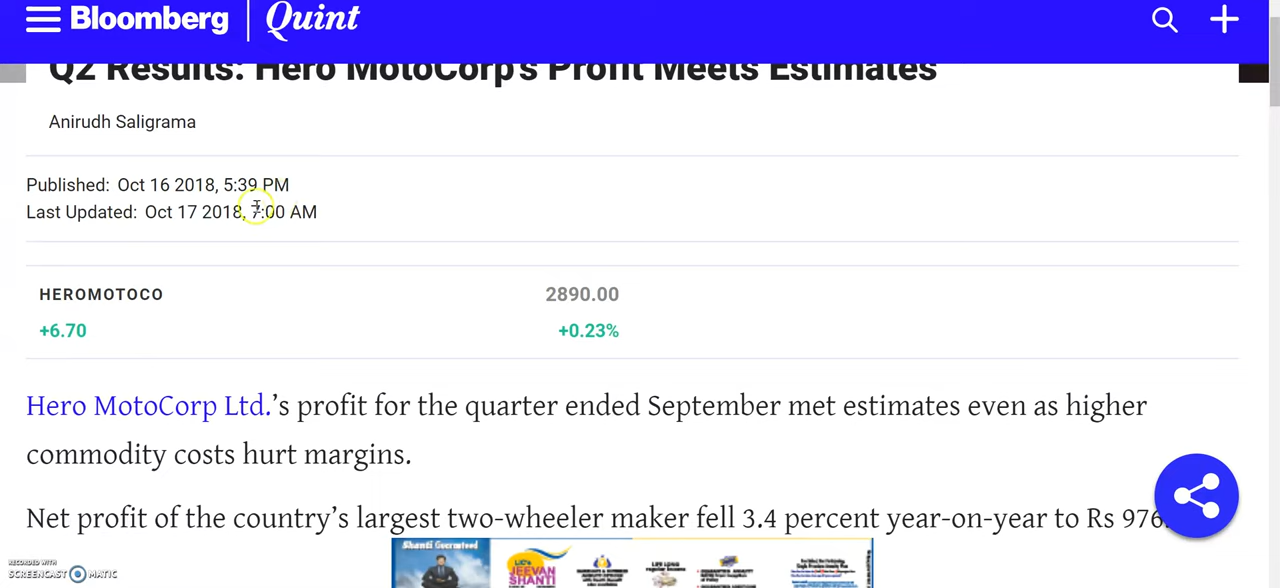 Bloomberg | Quint
Q2 Results: Hero MotoCorp's Profit Meets Estimates
Anirudh Saligrama
Published: Oct 16 2018, 5:39 PM
Last Updated: Oct 17 2018, 7:00 AM
HEROMOTOCO 2890.00
+6.70 +0.23%
Hero MotoCorp Ltd.’s profit for the quarter ended September met estimates even as higher
commodity costs hurt margins.
Net profit of the country’s largest two-wheeler maker fell 3.4 percent year-on-year to Rs 976.
Shanti Guaranteed
LIC's
JEEVAN
SHANTI
RECORDED WITH
SCREENCAST MATIC